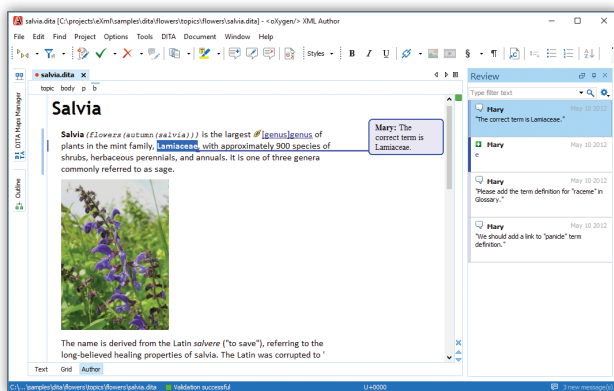 salvia.dita [C:\projects\eXml\samples\dita\flowers\topics\flowers\salvia.dita] - <oXygen/> XML Author
File Edit Find Project Options Tools DITA Document Window Help
Styles B I U § ¶
salvia.dita
topic body p b
DITA Maps Manager
Outline
Salvia
Salvia (flowers(autumn(salvia))) is the largest [genus]genus of
plants in the mint family, Lamiaceae, with approximately 900 species of
shrubs, herbaceous perennials, and annuals. It is one of three genera
commonly referred to as sage.
Mary: The
correct term is
Lamiaceae.
The name is derived from the Latin salvere ("to save"), referring to the
long-believed healing properties of salvia. The Latin was corrupted to '
Text Grid Author
Review
Type filter text
Mary May 10 2012
"The correct term is Lamiaceae."
Mary May 10 2012
e
Mary May 10 2012
"Please add the term definition for "raceme" in
Glossary."
Mary May 10 2012
"We should add a link to "panide" term
definition."
C:\...\samples\dita\flowers\topics\flowers\salvia.dita Validation successful U+0000 3 new message(s)